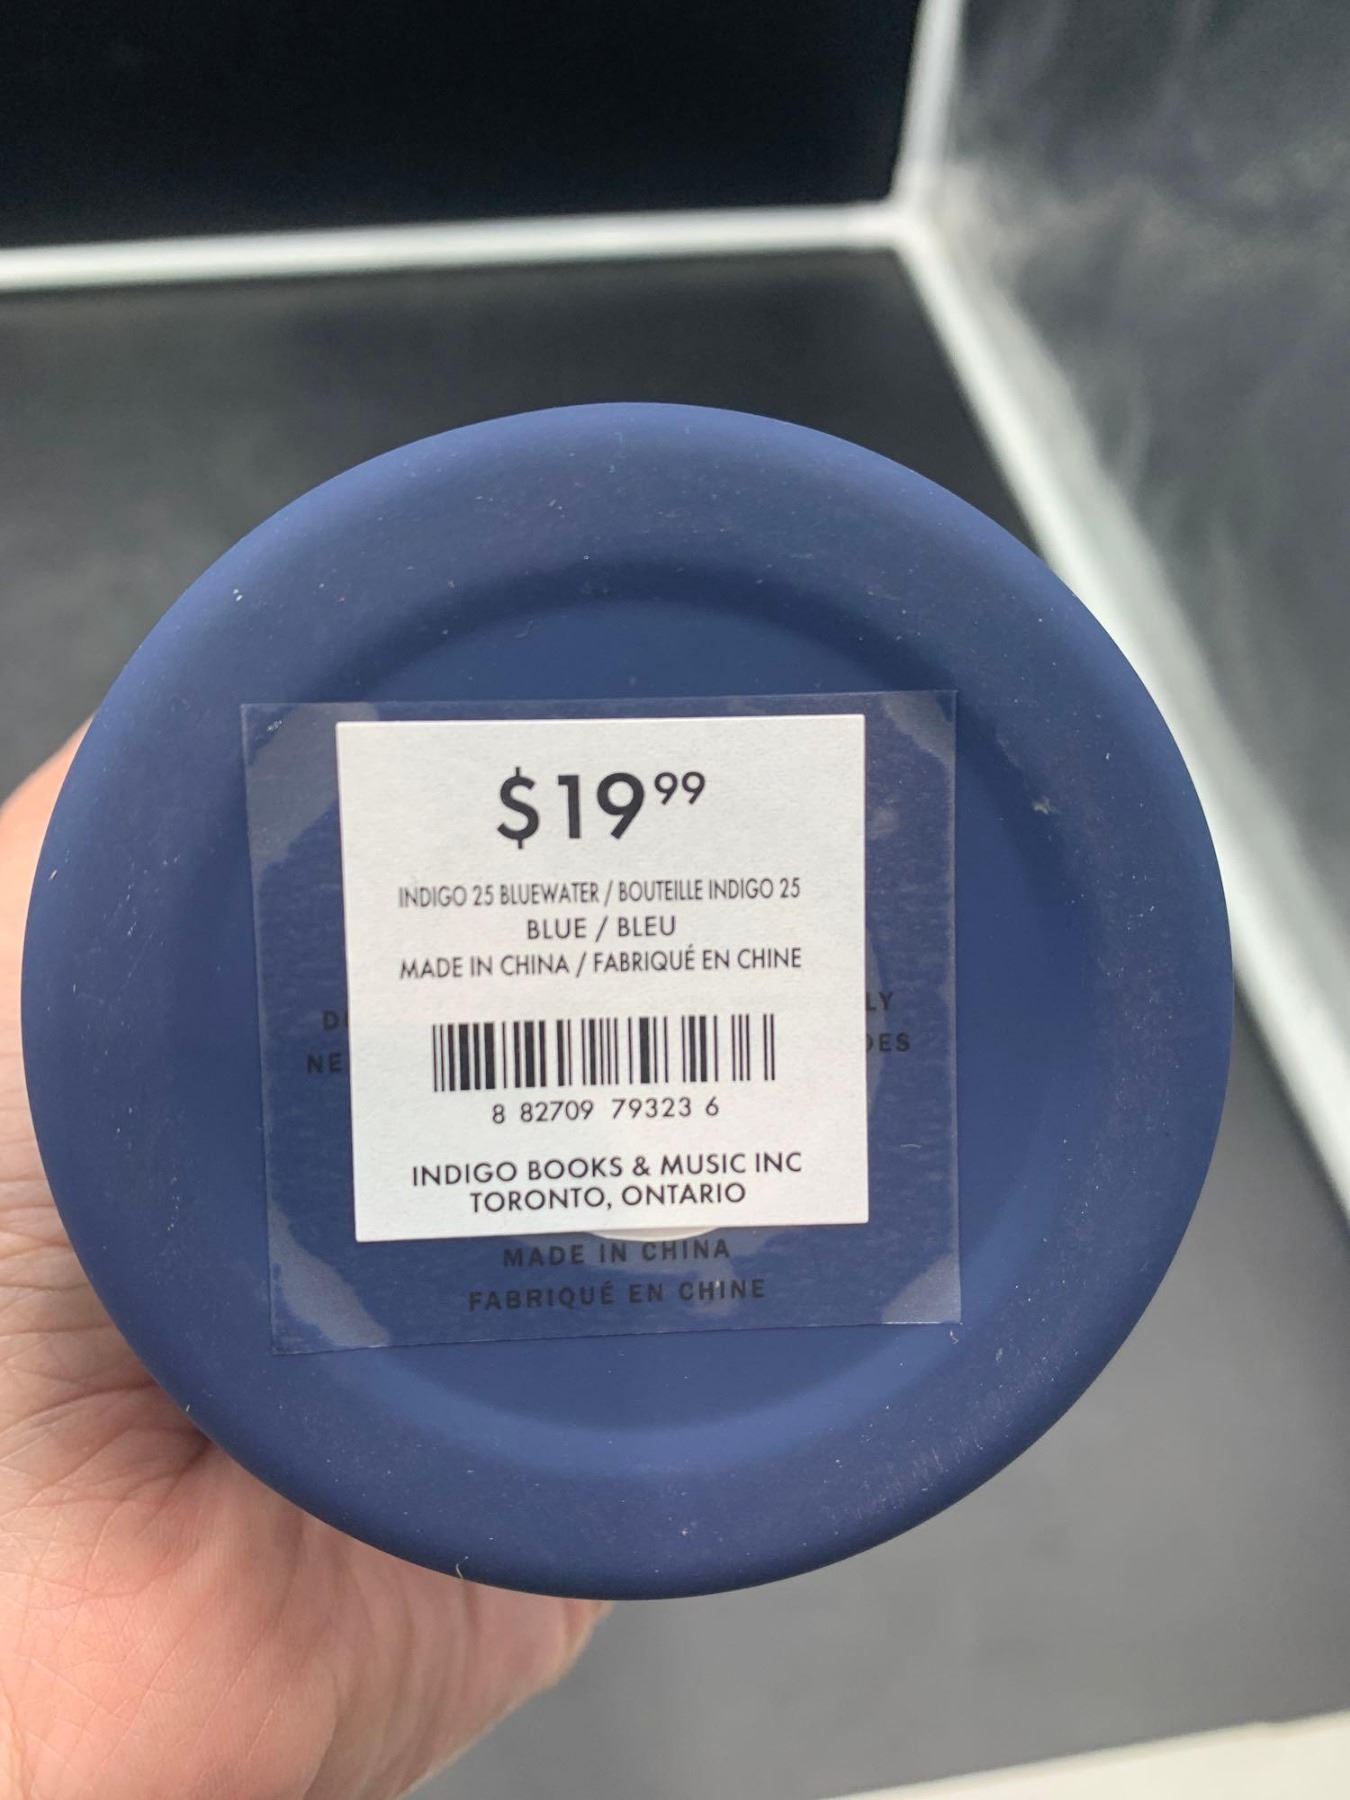 $19.99
INDIGO 25 BLUEWATER / BOUTEILLE INDIGO 25
BLUE / BLEU
MADE IN CHINA / FABRIQUÉ EN CHINE
8 82709 79323 6
INDIGO BOOKS & MUSIC INC
TORONTO, ONTARIO
MADE IN CHINA
FABRIQUÉ EN CHINE